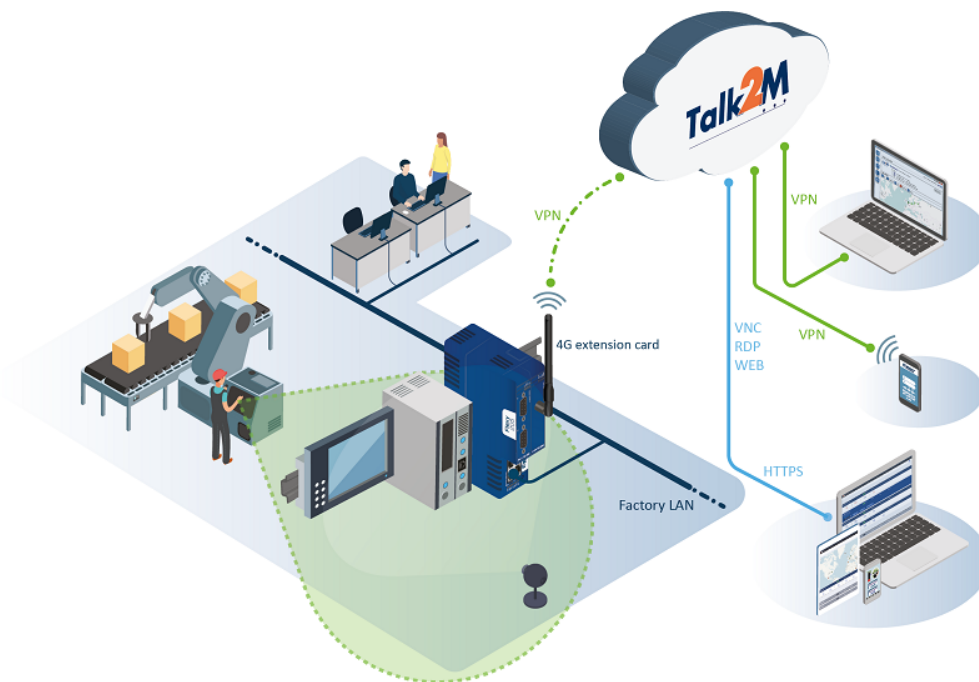 Talk2M
VPN
VPN
4G extension card
VNC
RDP
WEB
VPN
HTTPS
Factory LAN